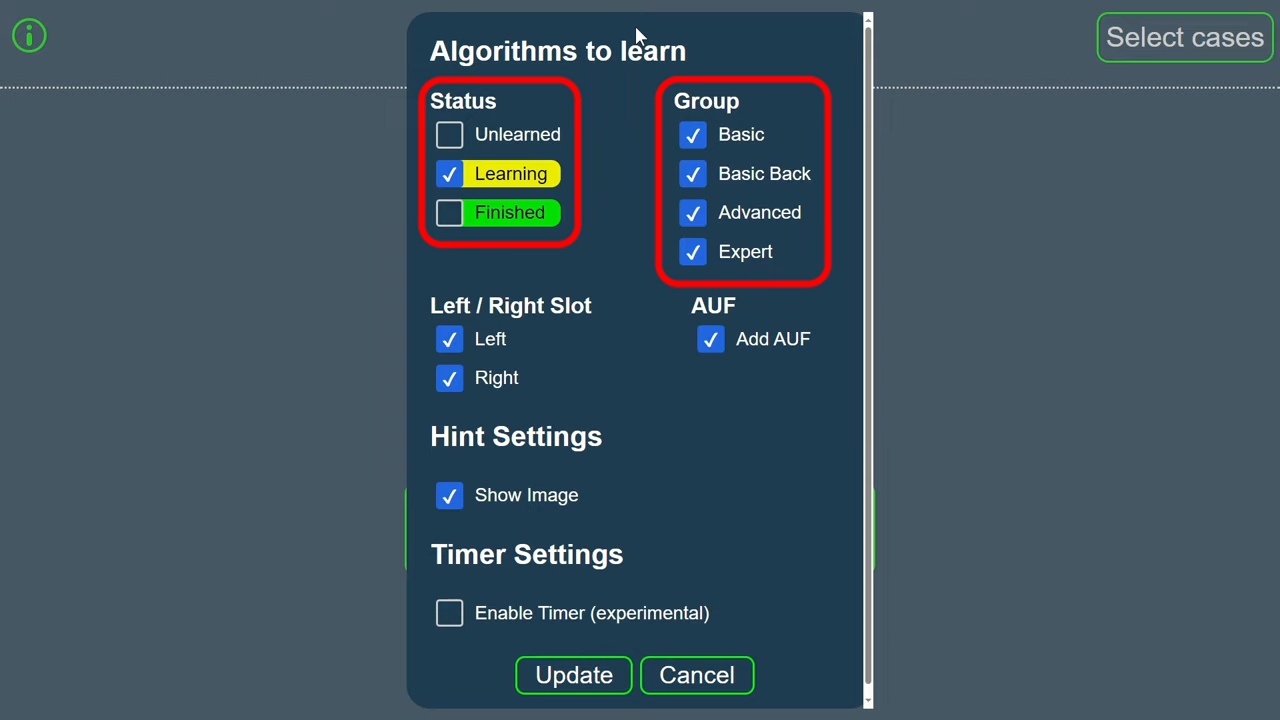 Select cases
Algorithms to learn
Status
Unlearned
Learning
Finished
Group
Basic
Basic Back
Advanced
Expert
Left / Right Slot
Left
Right
AUF
Add AUF
Hint Settings
Show Image
Timer Settings
Enable Timer (experimental)
Update
Cancel